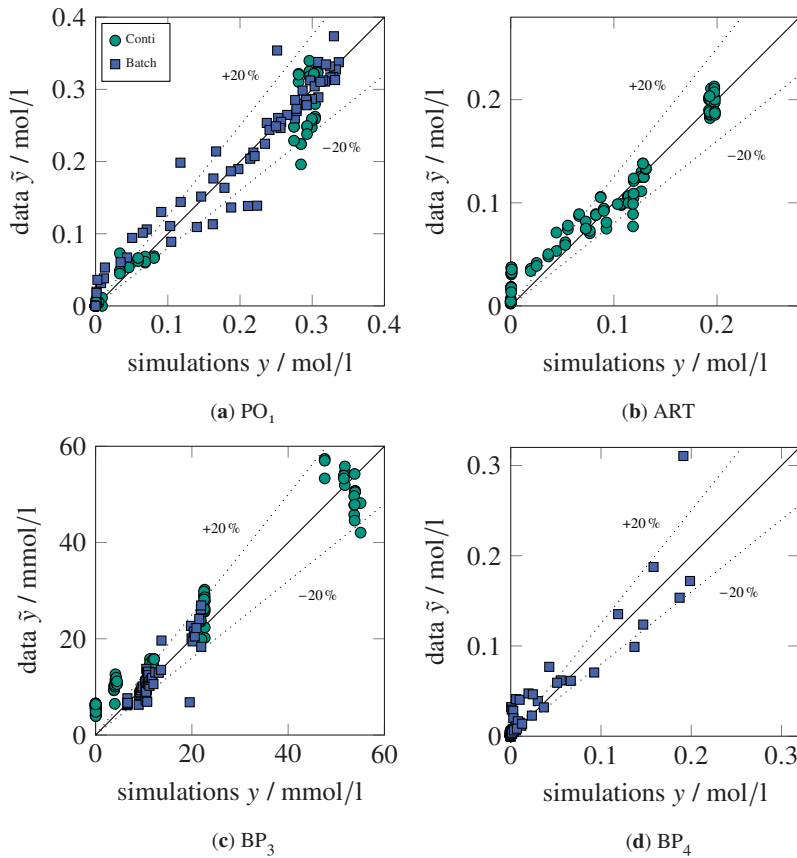 0.4
0.3
0.2
0.1
0
data ỹ / mol/l
Conti
Batch
+20 %
−20 %
0 0.1 0.2 0.3 0.4
simulations y / mol/l
(a) PO₁
0.2
0.1
0
data ỹ / mol/l
+20 %
−20 %
0 0.1 0.2
simulations y / mol/l
(b) ART
60
40
20
0
data ỹ / mmol/l
+20 %
−20 %
0 20 40 60
simulations y / mmol/l
(c) BP₃
0.3
0.2
0.1
0
data ỹ / mol/l
+20 %
−20 %
0 0.1 0.2 0.3
simulations y / mol/l
(d) BP₄